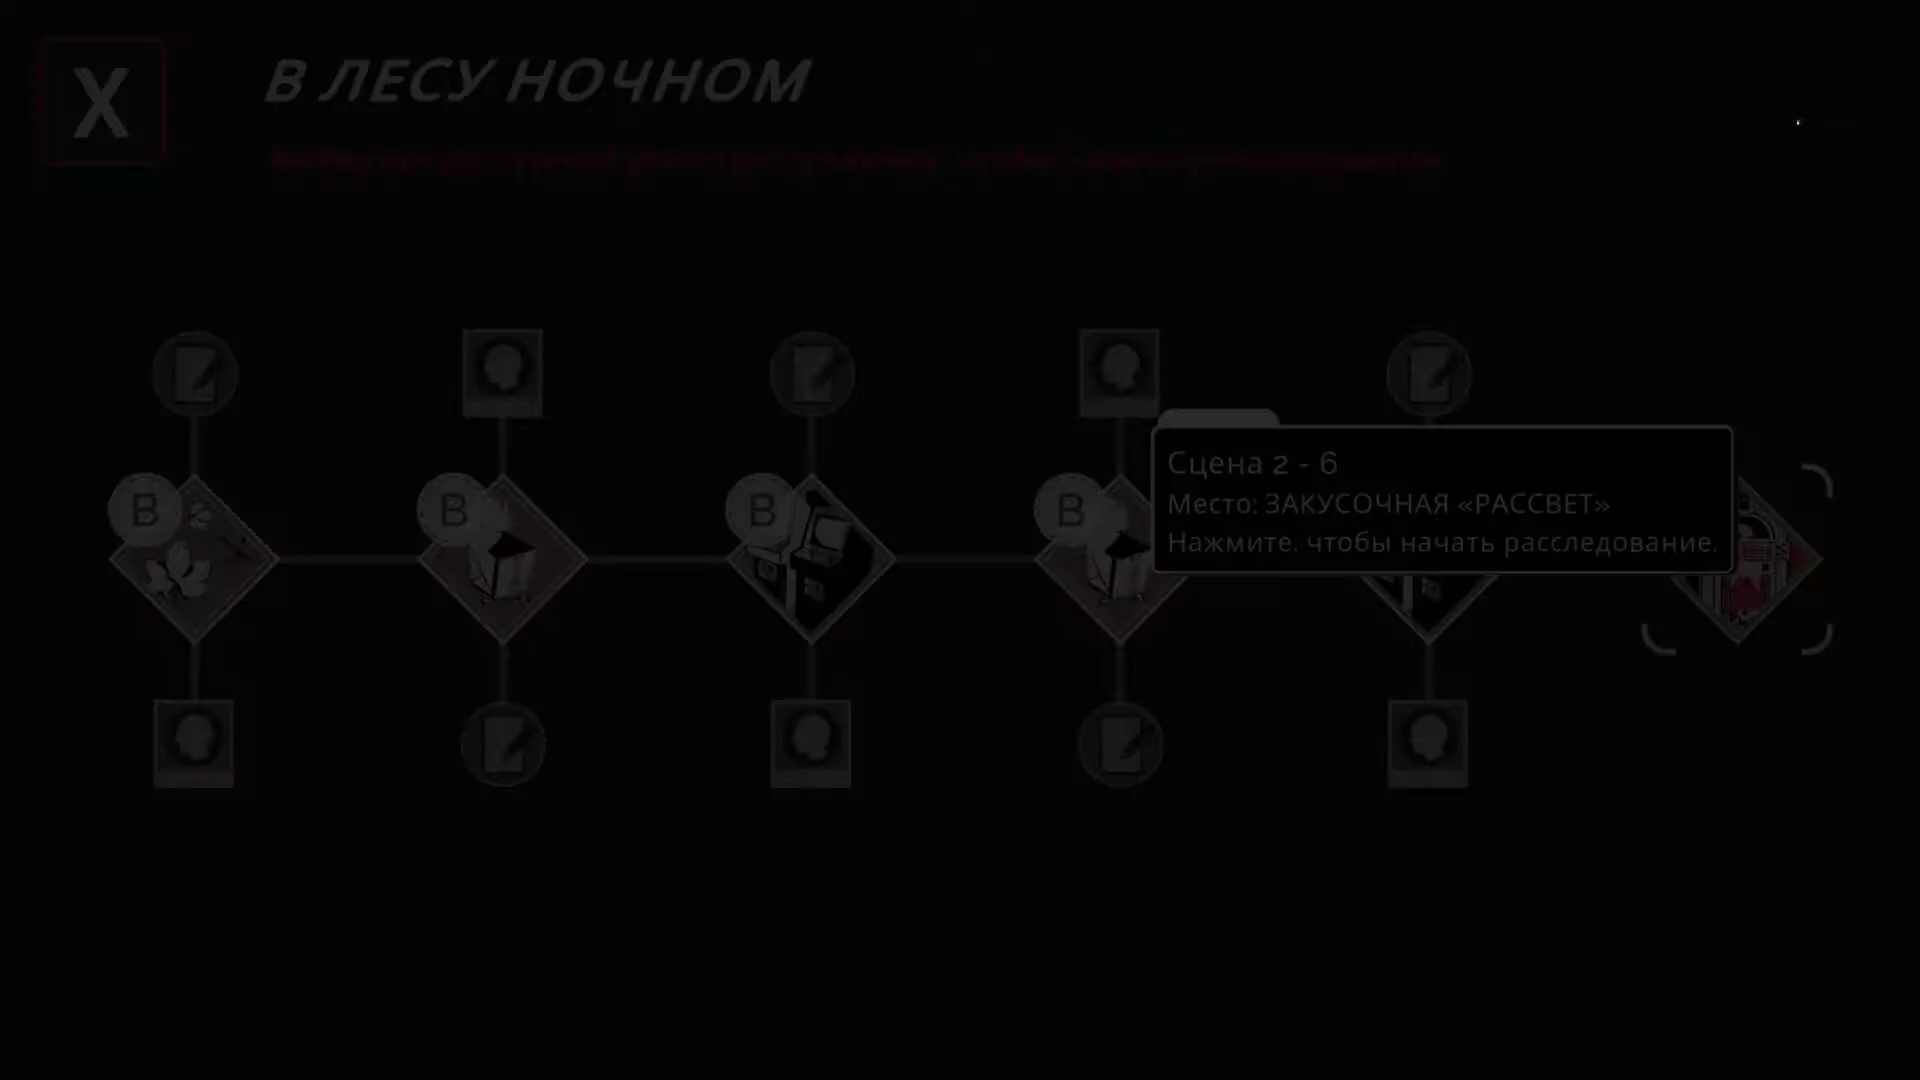 X
В ЛЕСУ НОЧНОМ
B B B B
Сцена 2 - 6
Место: ЗАКУСОЧНАЯ «РАССВЕТ»
Нажмите. чтобы начать расследование.